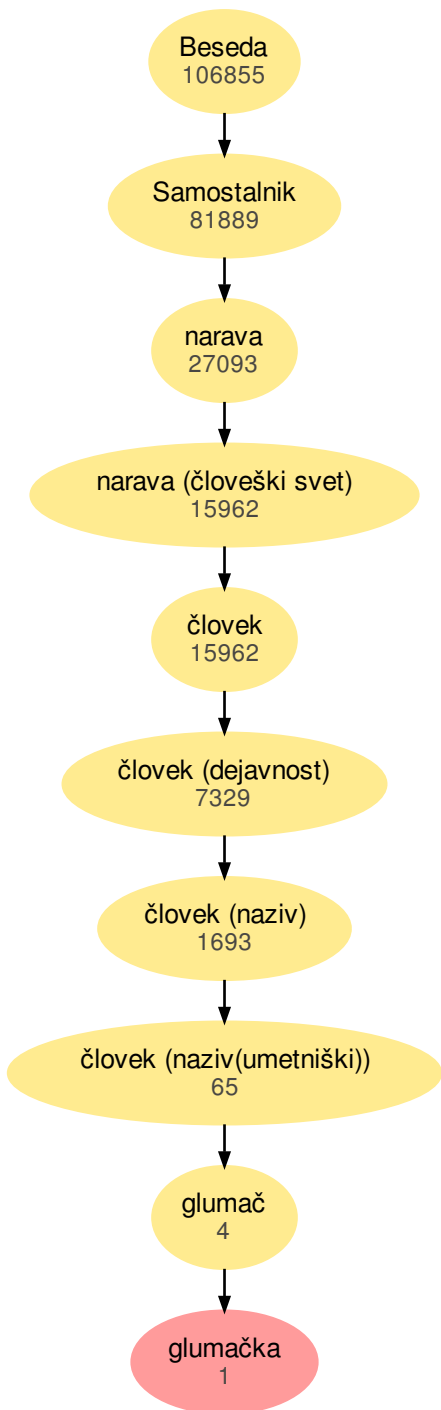 Beseda
106855
Samostalnik
81889
narava
27093
narava (človeški svet)
15962
človek
15962
človek (dejavnost)
7329
človek (naziv)
1693
človek (naziv(umetniški))
65
glumač
4
glumačka
1